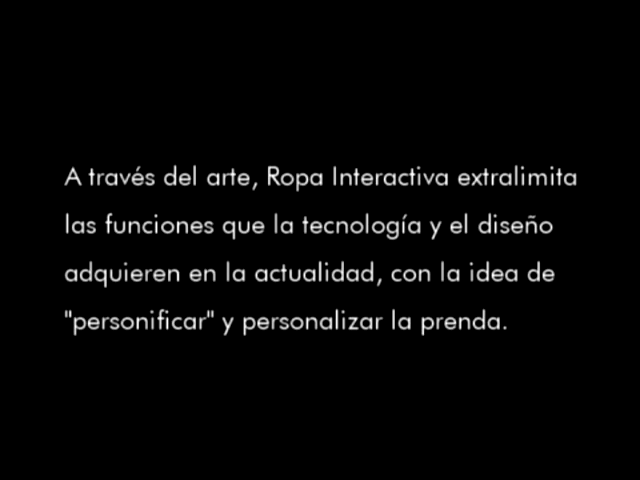 A través del arte, Ropa Interactiva extralimita
las funciones que la tecnología y el diseño
adquieren en la actualidad, con la idea de
"personificar" y personalizar la prenda.